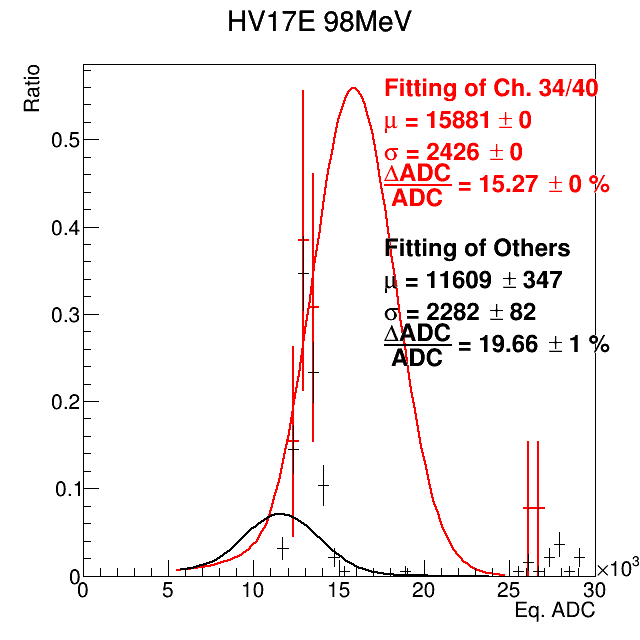 HV17E 98MeV
Ratio
Fitting of Ch. 34/40
μ = 15881 ± 0
σ = 2426 ± 0
ΔADC
ADC = 15.27 ± 0 %
Fitting of Others
μ = 11609 ± 347
σ = 2282 ± 82
ΔADC
ADC = 19.66 ± 1 %
0.5
0.4
0.3
0.2
0.1
0
0 5 10 15 20 25 30 ×10³
Eq. ADC